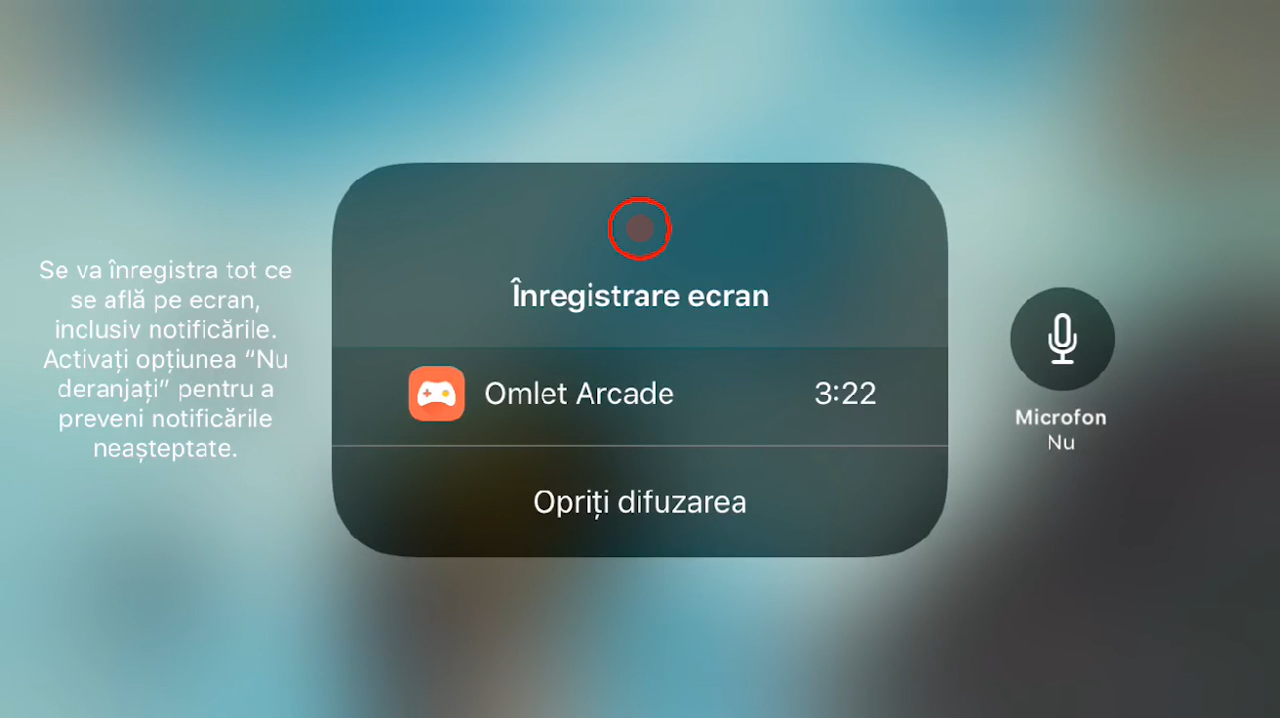 Se va înregistra tot ce
se află pe ecran,
inclusiv notificările.
Activați opțiunea “Nu
deranjați” pentru a
preveni notificările
neașteptate.
Înregistrare ecran
Omlet Arcade 3:22
Opriți difuzarea
Microfon
Nu